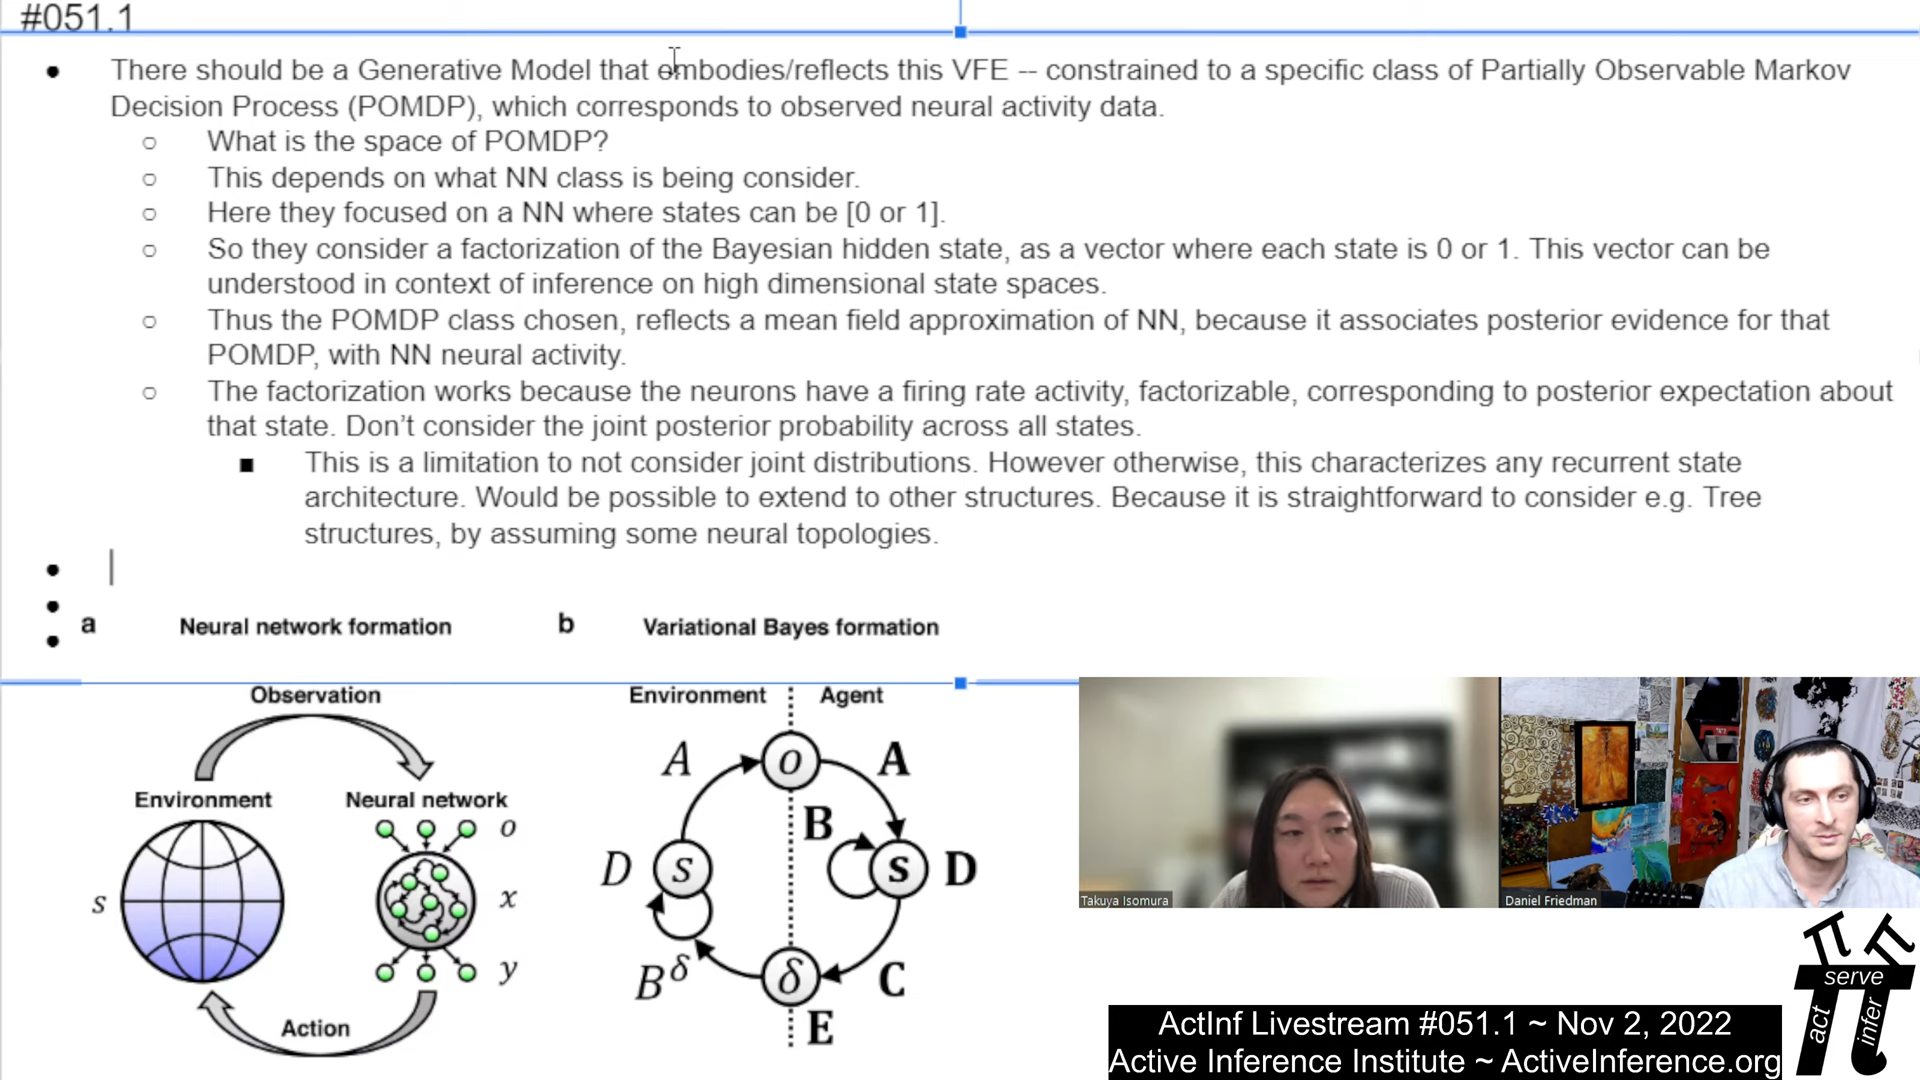 #051.1
There should be a Generative Model that embodies/reflects this VFE -- constrained to a specific class of Partially Observable Markov
Decision Process (POMDP), which corresponds to observed neural activity data.
What is the space of POMDP?
This depends on what NN class is being consider.
Here they focused on a NN where states can be [0 or 1].
So they consider a factorization of the Bayesian hidden state, as a vector where each state is 0 or 1. This vector can be
understood in context of inference on high dimensional state spaces.
Thus the POMDP class chosen, reflects a mean field approximation of NN, because it associates posterior evidence for that
POMDP, with NN neural activity.
The factorization works because the neurons have a firing rate activity, factorizable, corresponding to posterior expectation about
that state. Don't consider the joint posterior probability across all states.
This is a limitation to not consider joint distributions. However otherwise, this characterizes any recurrent state
architecture. Would be possible to extend to other structures. Because it is straightforward to consider e.g. Tree
structures, by assuming some neural topologies.
a Neural network formation
b Variational Bayes formation
Observation
Environment
Neural network
o
s
x
y
Action
Environment
Agent
A
o
A
B
D
s
s
D
B^δ
δ
C
E
Takuya Isomura
Daniel Friedman
ActInf Livestream #051.1 ~ Nov 2, 2022
Active Inference Institute ~ ActiveInference.org
serve
act
infer